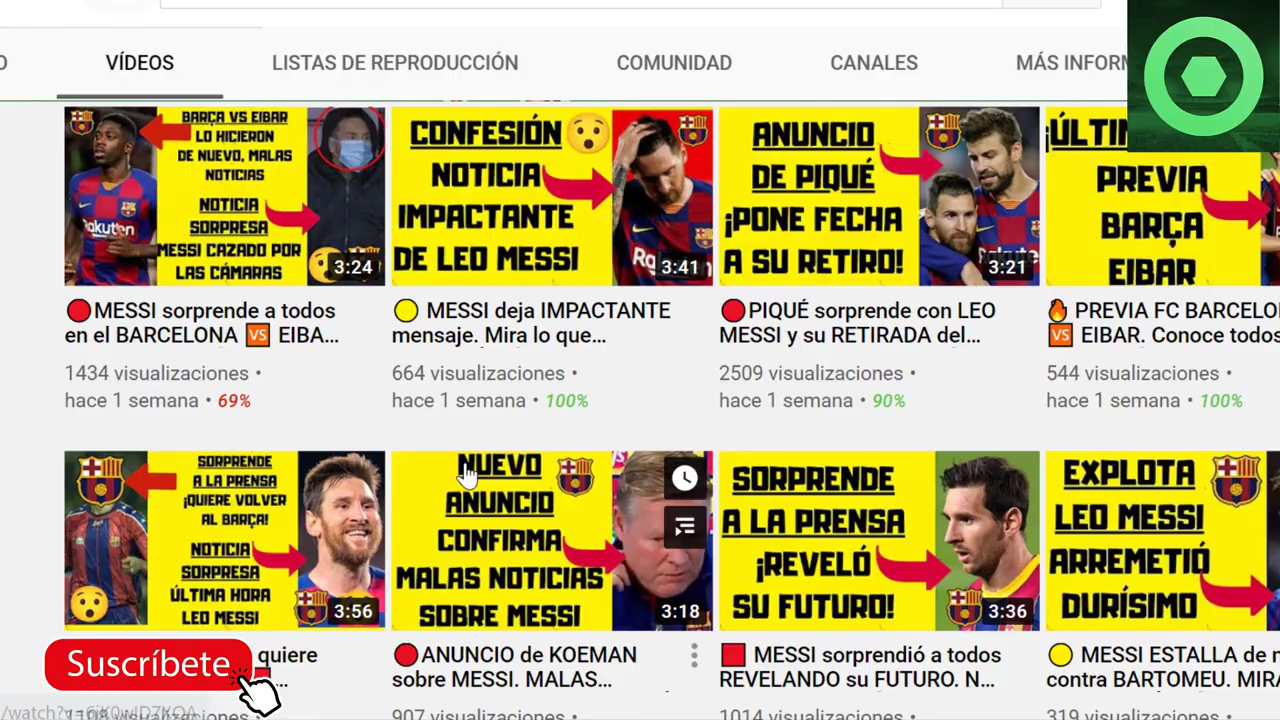 VÍDEOS
LISTAS DE REPRODUCCIÓN
COMUNIDAD
CANALES
MÁS INFORM
BARÇA VS EIBAR
LO HICIERON
DE NUEVO, MALAS
NOTICIAS
NOTICIA
SORPRESA
MESSI CAZADO POR
LAS CÁMARAS
Rakuten
3:24
CONFESIÓN
NOTICIA
IMPACTANTE
DE LEO MESSI
3:41
ANUNCIO
DE PIQUÉ
¡PONE FECHA
A SU RETIRO!
3:21
¡ÚLTIM
PREVIA
BARÇA
EIBAR
MESSI sorprende a todos
en el BARCELONA VS EIBA...
1434 visualizaciones •
hace 1 semana • 69%
MESSI deja IMPACTANTE
mensaje. Mira lo que...
664 visualizaciones •
hace 1 semana • 100%
PIQUÉ sorprende con LEO
MESSI y su RETIRADA del...
2509 visualizaciones •
hace 1 semana • 90%
PREVIA FC BARCELO
VS EIBAR. Conoce todos
544 visualizaciones •
hace 1 semana • 100%
SORPRENDE
A LA PRENSA
¡QUIERE VOLVER
AL BARÇA!
NOTICIA
SORPRESA
ÚLTIMA HORA
LEO MESSI
3:56
NUEVO
ANUNCIO
CONFIRMA
MALAS NOTICIAS
SOBRE MESSI
3:18
SORPRENDE
A LA PRENSA
¡REVELÓ
SU FUTURO!
3:36
EXPLOTA
LEO MESSI
ARREMETIÓ
DURÍSIMO
quiere
Suscríbete
ANUNCIO de KOEMAN
sobre MESSI. MALAS...
907 visualizaciones
MESSI sorprendió a todos
REVELANDO su FUTURO. N...
1014 visualizaciones
MESSI ESTALLA de
contra BARTOMEU. MIRA
319 visualizaciones